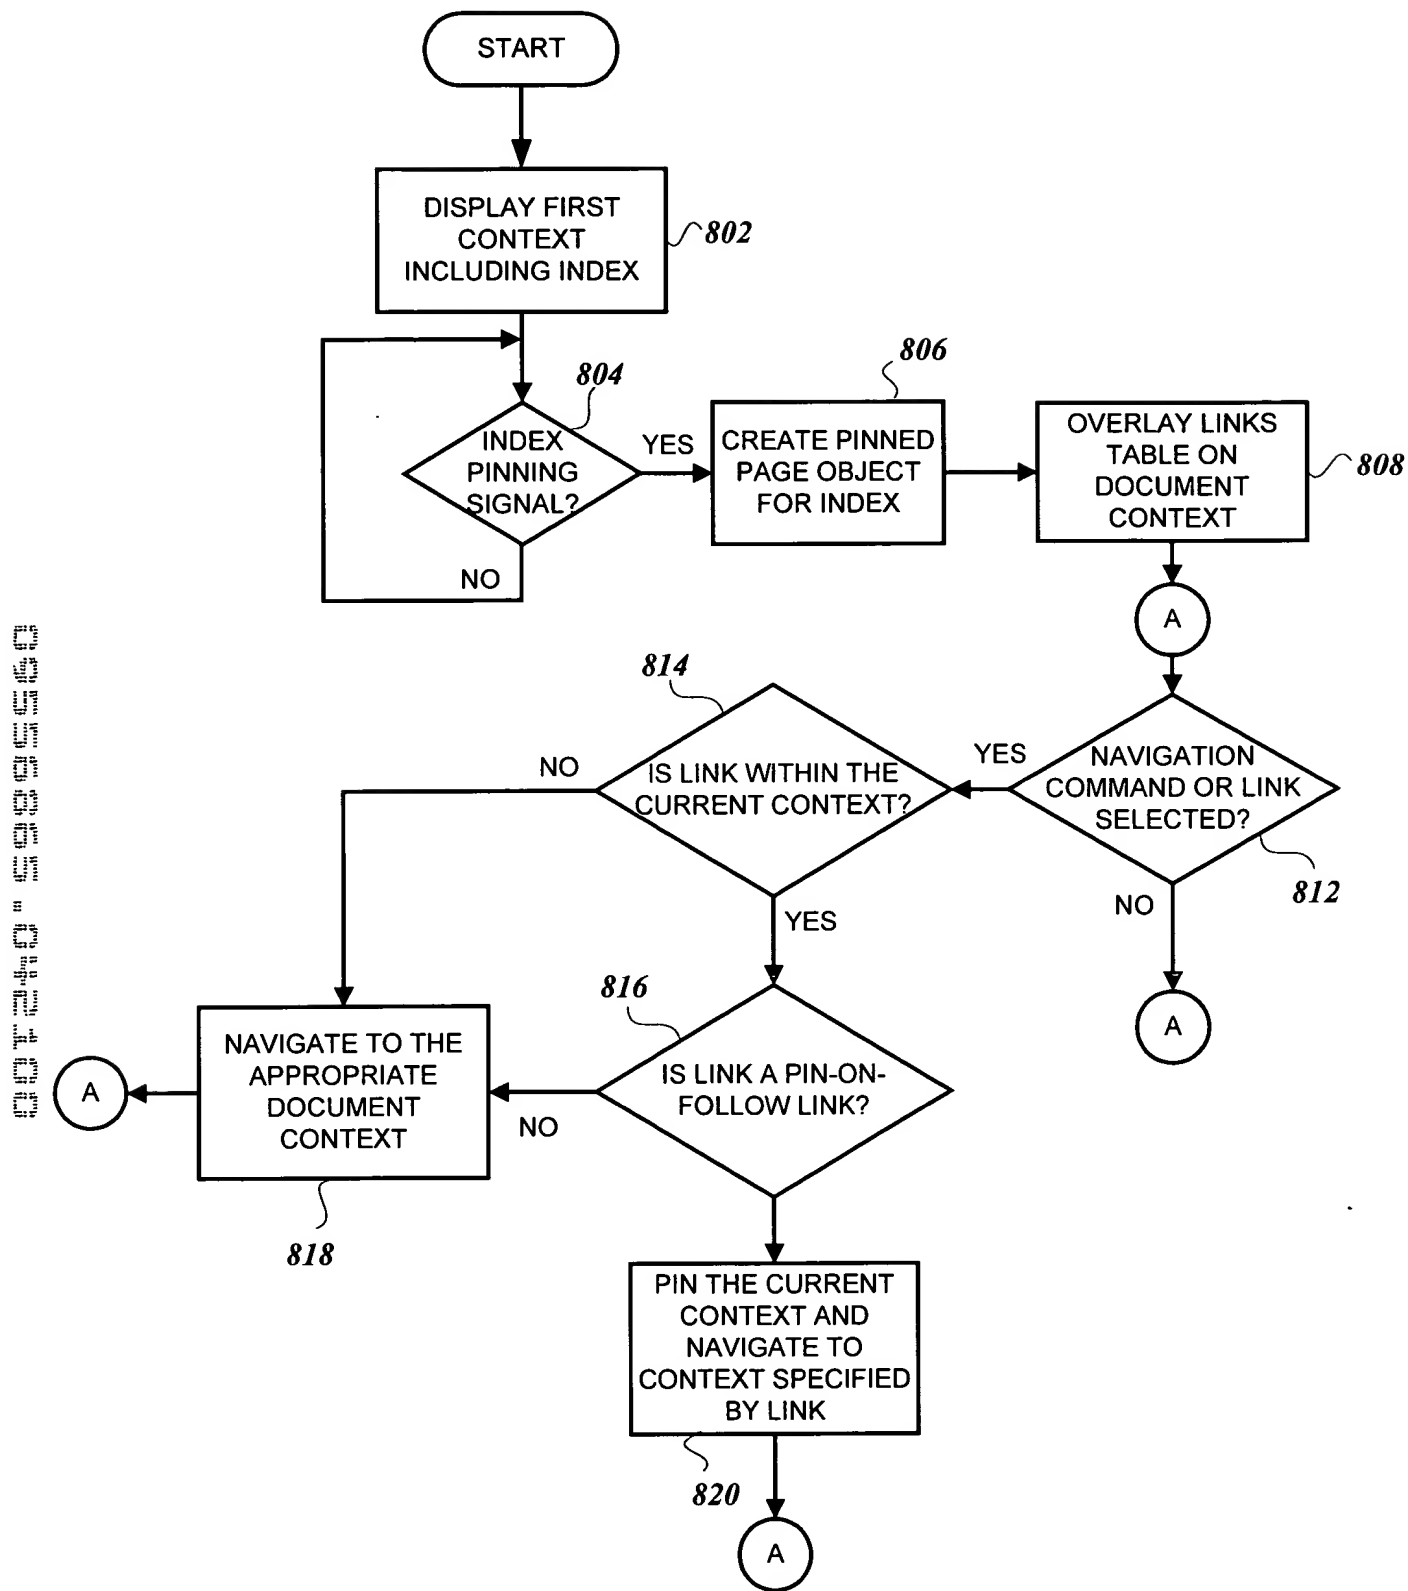 START
DISPLAY FIRST
CONTEXT
INCLUDING INDEX
802
804
INDEX
PINNING
SIGNAL?
YES
NO
806
CREATE PINNED
PAGE OBJECT
FOR INDEX
OVERLAY LINKS
TABLE ON
DOCUMENT
CONTEXT
808
A
NAVIGATION
COMMAND OR LINK
SELECTED?
812
YES
NO
A
814
IS LINK WITHIN THE
CURRENT CONTEXT?
NO
YES
816
IS LINK A PIN-ON-
FOLLOW LINK?
NO
NAVIGATE TO THE
APPROPRIATE
DOCUMENT
CONTEXT
818
A
PIN THE CURRENT
CONTEXT AND
NAVIGATE TO
CONTEXT SPECIFIED
BY LINK
820
A